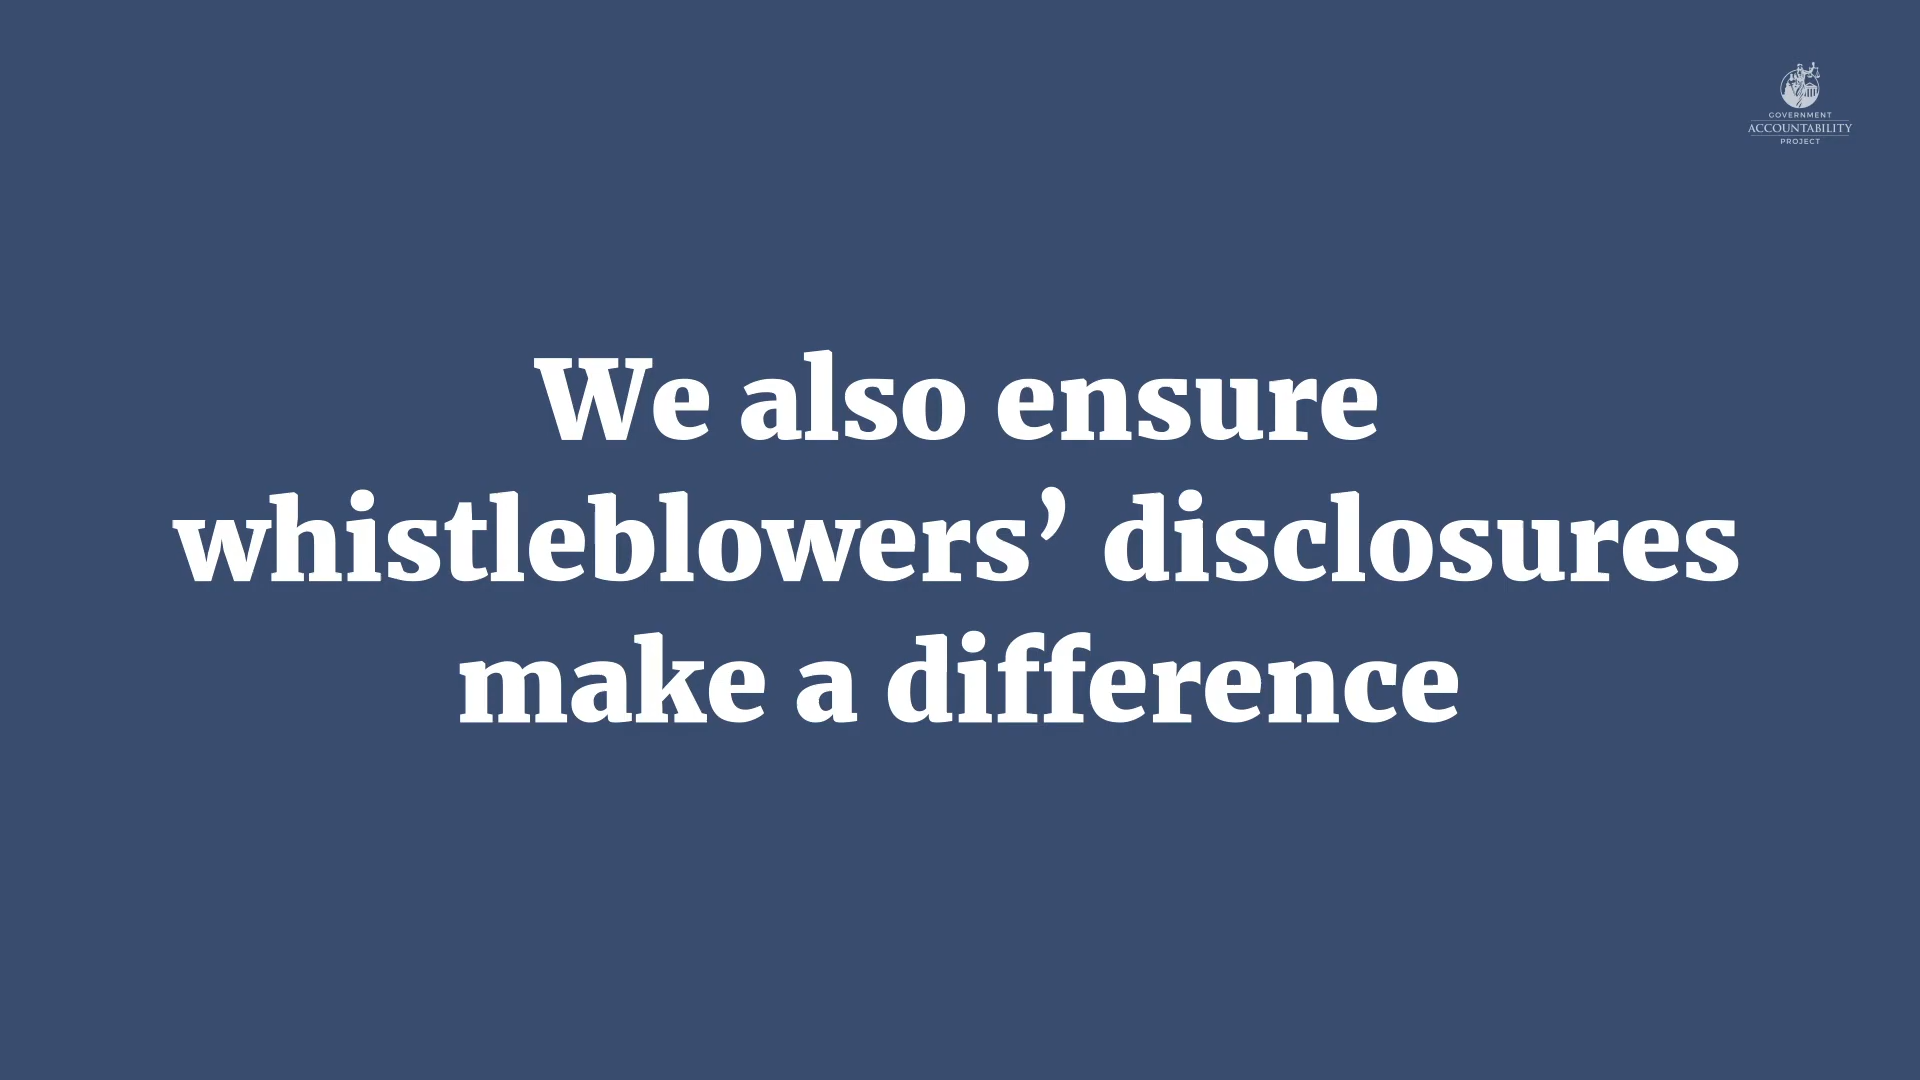 GOVERNMENT
ACCOUNTABILITY
PROJECT
We also ensure
whistleblowers’ disclosures
make a difference